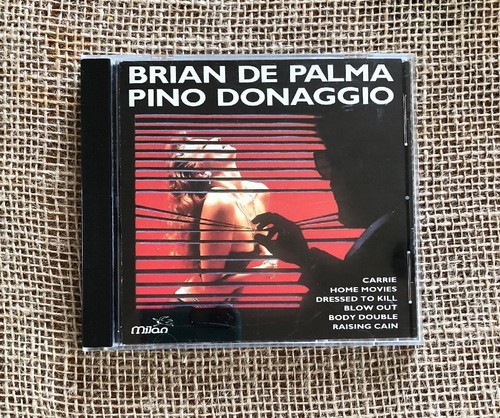 BRIAN DE PALMA
PINO DONAGGIO
CARRIE
HOME MOVIES
DRESSED TO KILL
BLOW OUT
BODY DOUBLE
RAISING CAIN
Milan